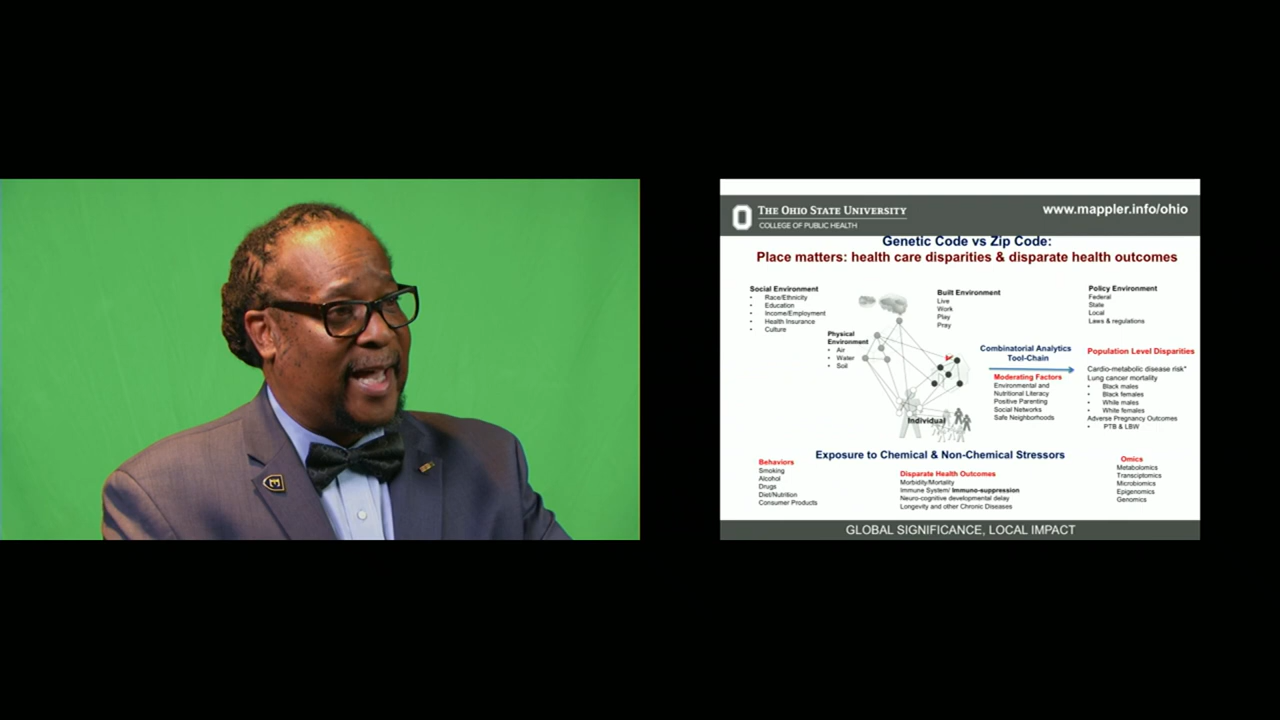 THE OHIO STATE UNIVERSITY
COLLEGE OF PUBLIC HEALTH
www.mappler.info/ohio
Genetic Code vs Zip Code:
Place matters: health care disparities & disparate health outcomes
Social Environment
• Race/Ethnicity
• Education
• Income/Employment
• Health Insurance
• Culture
Physical
Environment
• Air
• Water
• Soil
Built Environment
Live
Work
Play
Pray
Policy Environment
Federal
State
Local
Laws & regulations
Combinatorial Analytics
Tool-Chain
Moderating Factors
Environmental and
Nutritional Literacy
Positive Parenting
Social Networks
Safe Neighborhoods
Population Level Disparities
Cardio-metabolic disease risk*
Lung cancer mortality
• Black males
• Black females
• White males
• White females
Adverse Pregnancy Outcomes
• PTB & LBW
Individual
Exposure to Chemical & Non-Chemical Stressors
Behaviors
Smoking
Alcohol
Drugs
Diet/Nutrition
Consumer Products
Disparate Health Outcomes
Morbidity/Mortality
Immune System/ Immuno-suppression
Neuro-cognitive developmental delay
Longevity and other Chronic Diseases
Omics
Metabolomics
Transciptomics
Microbiomics
Epigenomics
Genomics
GLOBAL SIGNIFICANCE, LOCAL IMPACT